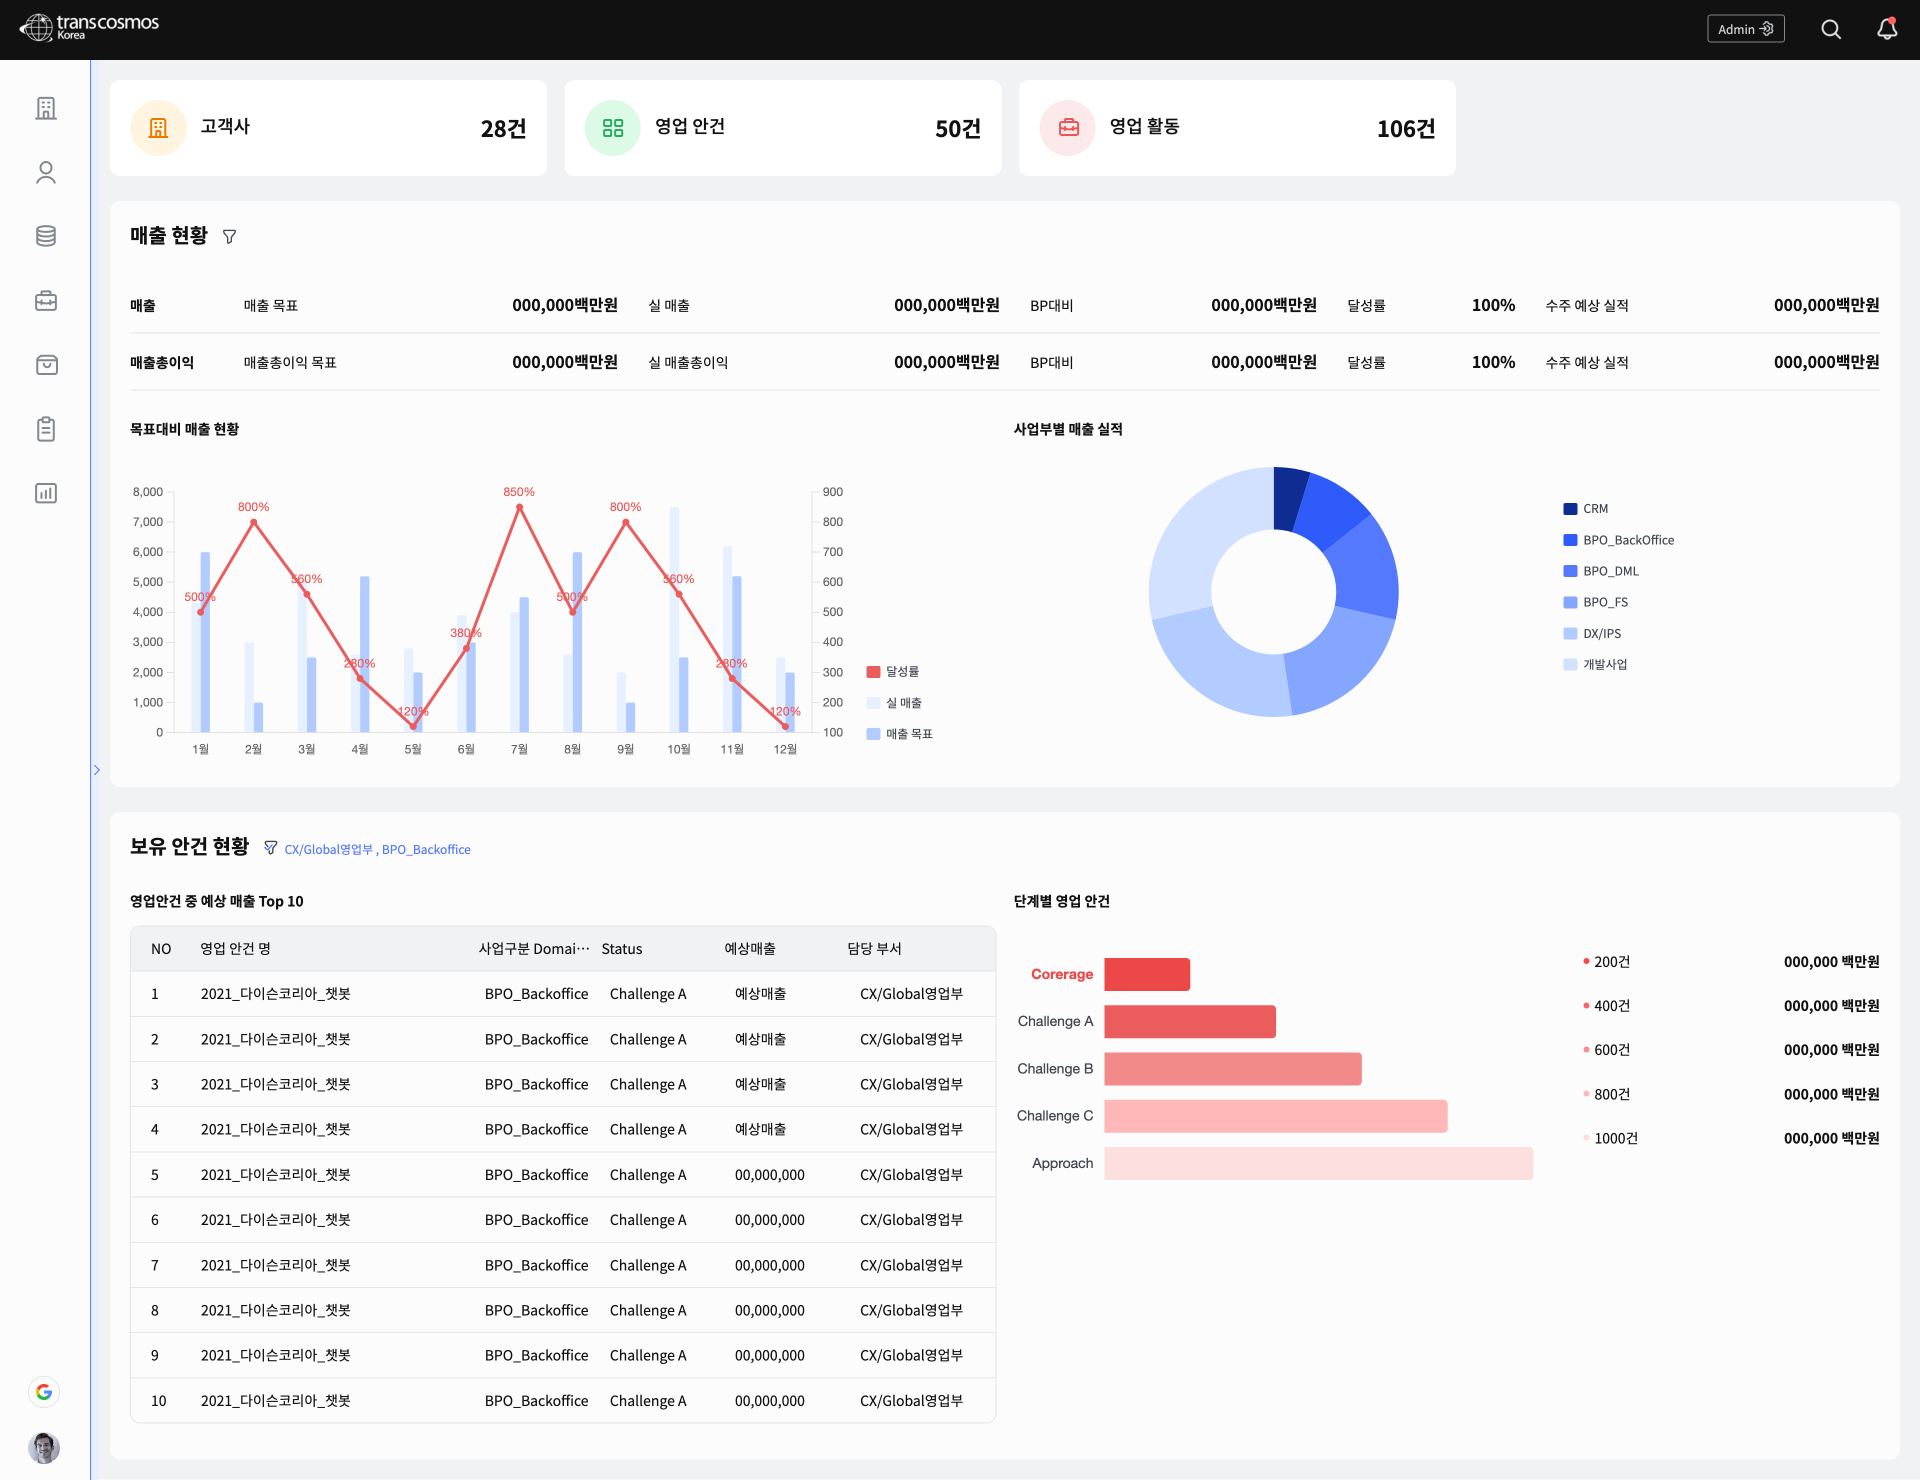 transcosmos
Korea
Admin
고객사 28건
영업 안건 50건
영업 활동 106건
매출 현황
매출 매출 목표 000,000백만원 실 매출 000,000백만원 BP대비 000,000백만원 달성률 100% 수주 예상 실적 000,000백만원
매출총이익 매출총이익 목표 000,000백만원 실 매출총이익 000,000백만원 BP대비 000,000백만원 달성률 100% 수주 예상 실적 000,000백만원
목표대비 매출 현황
8,000
7,000
6,000
5,000
4,000
3,000
2,000
1,000
0
500%
800%
560%
280%
120%
380%
850%
500%
800%
560%
280%
120%
900
800
700
600
500
400
300
200
100
1월 2월 3월 4월 5월 6월 7월 8월 9월 10월 11월 12월
달성률
실 매출
매출 목표
사업부별 매출 실적
CRM
BPO_BackOffice
BPO_DML
BPO_FS
DX/IPS
개발사업
보유 안건 현황 CX/Global영업부 , BPO_Backoffice
영업안건 중 예상 매출 Top 10
NO 영업 안건 명 사업구분 Domai··· Status 예상매출 담당 부서
1 2021_다이슨코리아_챗봇 BPO_Backoffice Challenge A 예상매출 CX/Global영업부
2 2021_다이슨코리아_챗봇 BPO_Backoffice Challenge A 예상매출 CX/Global영업부
3 2021_다이슨코리아_챗봇 BPO_Backoffice Challenge A 예상매출 CX/Global영업부
4 2021_다이슨코리아_챗봇 BPO_Backoffice Challenge A 예상매출 CX/Global영업부
5 2021_다이슨코리아_챗봇 BPO_Backoffice Challenge A 00,000,000 CX/Global영업부
6 2021_다이슨코리아_챗봇 BPO_Backoffice Challenge A 00,000,000 CX/Global영업부
7 2021_다이슨코리아_챗봇 BPO_Backoffice Challenge A 00,000,000 CX/Global영업부
8 2021_다이슨코리아_챗봇 BPO_Backoffice Challenge A 00,000,000 CX/Global영업부
9 2021_다이슨코리아_챗봇 BPO_Backoffice Challenge A 00,000,000 CX/Global영업부
10 2021_다이슨코리아_챗봇 BPO_Backoffice Challenge A 00,000,000 CX/Global영업부
단계별 영업 안건
Corerage
Challenge A
Challenge B
Challenge C
Approach
200건 000,000 백만원
400건 000,000 백만원
600건 000,000 백만원
800건 000,000 백만원
1000건 000,000 백만원